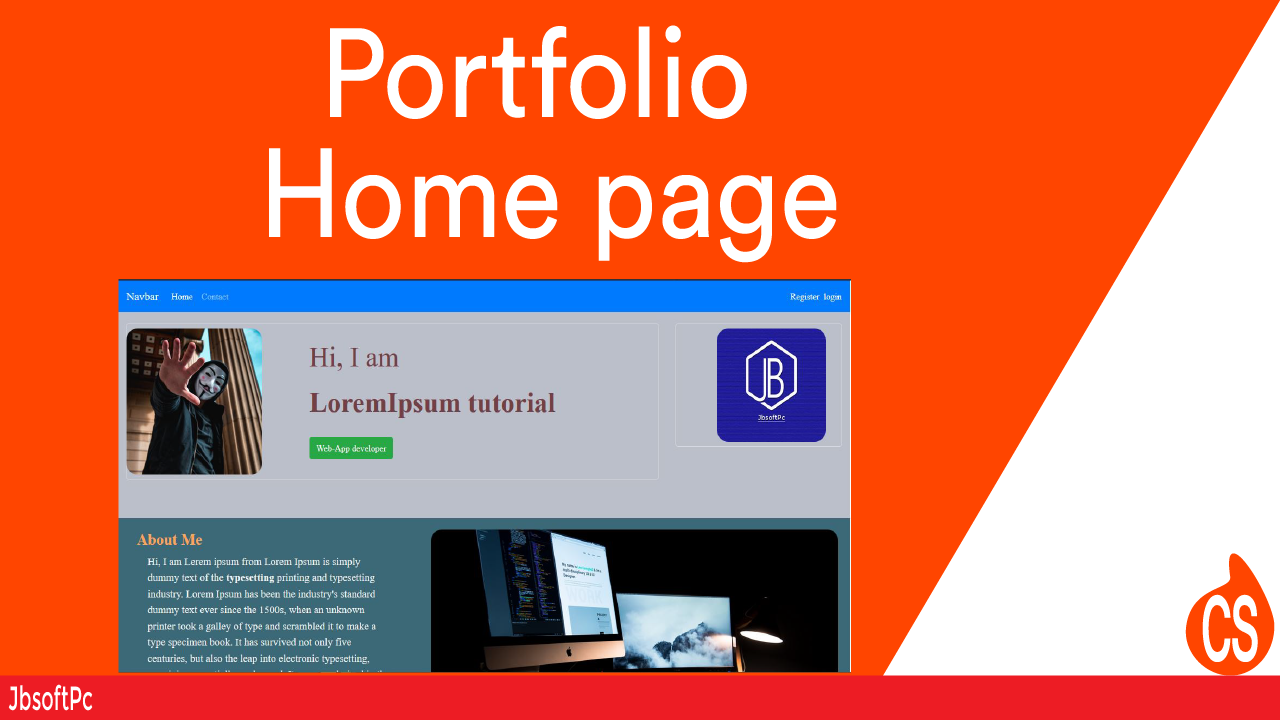 Portfolio
Home page
Navbar Home Contact Register login
Hi, I am
LoremIpsum tutorial
Web-App developer
JB
JbsoftPc
About Me
Hi, I am Lerem ipsum from Lorem Ipsum is simply
dummy text of the typesetting printing and typesetting
industry. Lorem Ipsum has been the industry's standard
dummy text ever since the 1500s, when an unknown
printer took a galley of type and scrambled it to make a
type specimen book. It has survived not only five
centuries, but also the leap into electronic typesetting,
CS
JbsoftPc